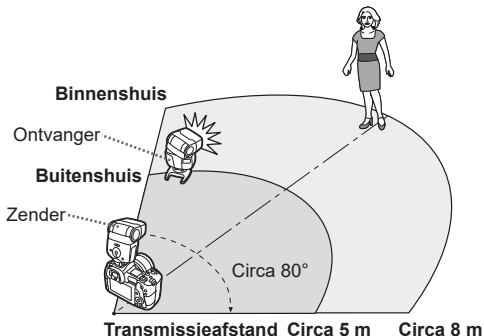 Binnenshuis
Ontvanger
Buitenshuis
Zender
Circa 80°
Transmissieafstand Circa 5 m Circa 8 m